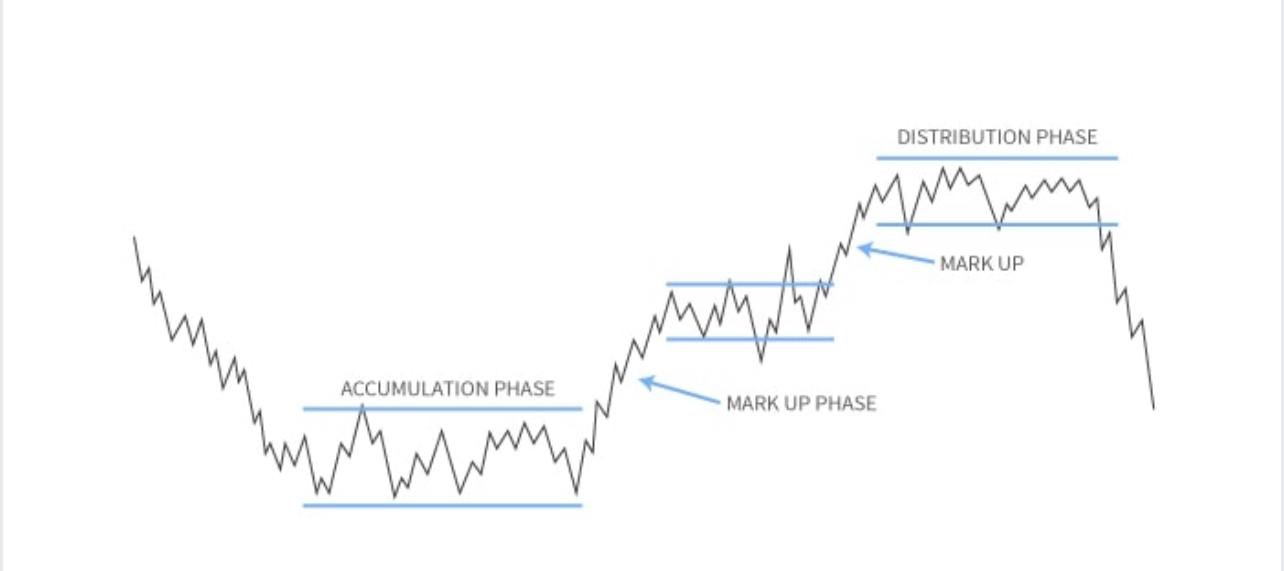 DISTRIBUTION PHASE
MARK UP
ACCUMULATION PHASE
MARK UP PHASE